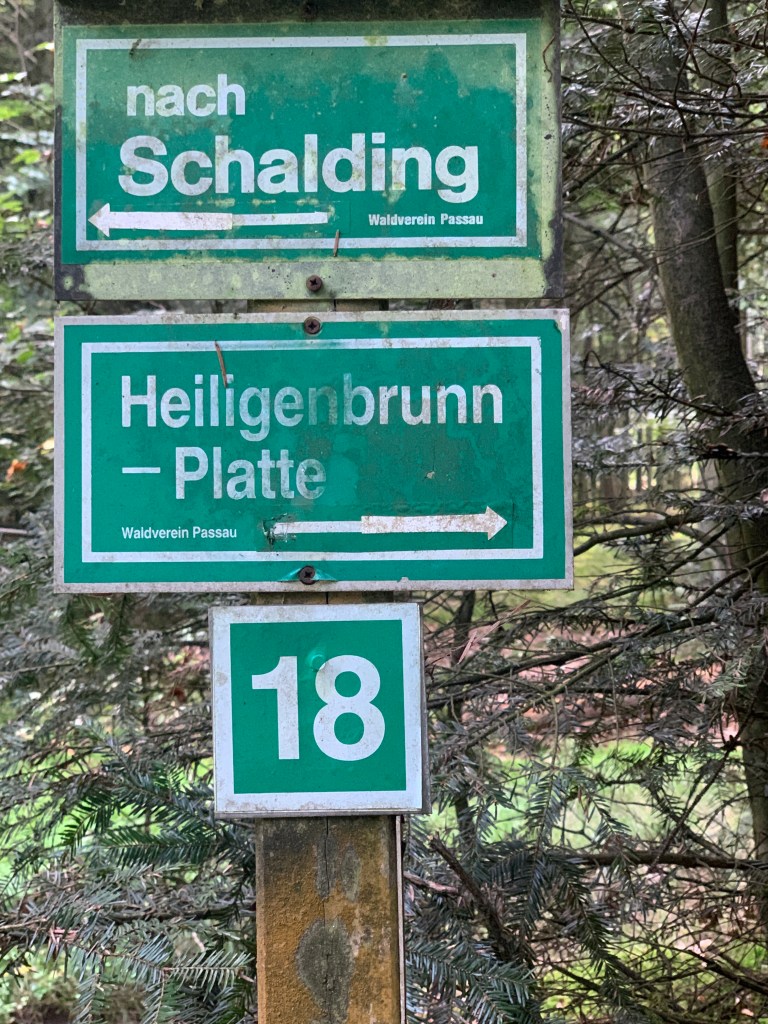 nach
Schalding
Waldverein Passau
Heiligenbrunn
– Platte
Waldverein Passau
18